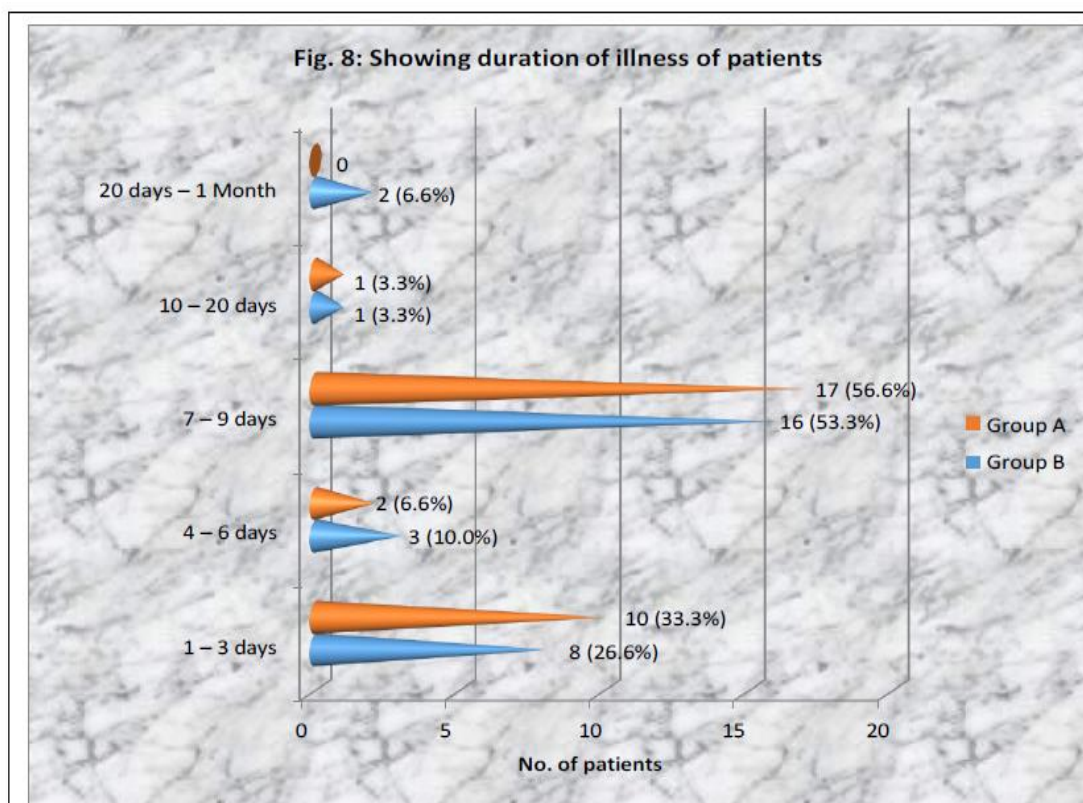 Fig. 8: Showing duration of illness of patients
0
20 days – 1 Month
2 (6.6%)
1 (3.3%)
10 – 20 days
1 (3.3%)
17 (56.6%)
7 – 9 days
16 (53.3%)
Group A
Group B
2 (6.6%)
4 – 6 days
3 (10.0%)
10 (33.3%)
1 – 3 days
8 (26.6%)
0 5 10 15 20
No. of patients